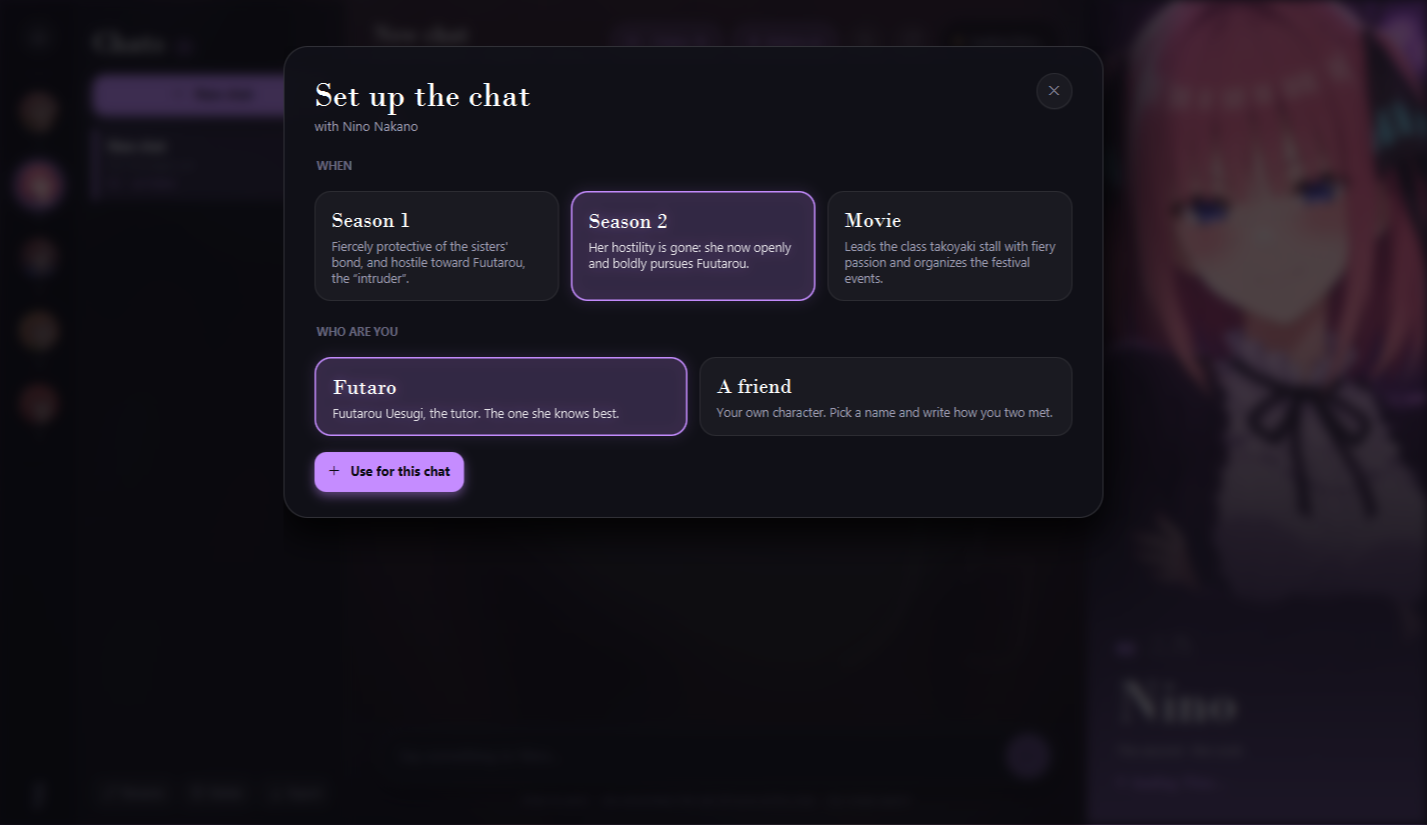 Chats
New chat
Set up the chat
with Nino Nakano
WHEN
Season 1
Fiercely protective of the sisters'
bond, and hostile toward Fuutarou,
the "intruder".
Season 2
Her hostility is gone: she now openly
and boldly pursues Fuutarou.
Movie
Leads the class takoyaki stall with fiery
passion and organizes the festival
events.
WHO ARE YOU
Futaro
Fuutarou Uesugi, the tutor. The one she knows best.
A friend
Your own character. Pick a name and write how you two met.
+ Use for this chat
Nino